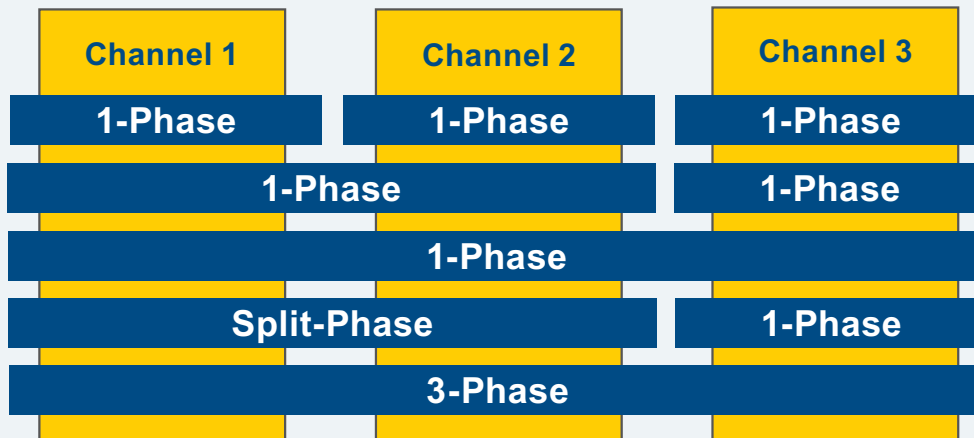 Channel 1 Channel 2 Channel 3
1-Phase 1-Phase 1-Phase
1-Phase 1-Phase
1-Phase
Split-Phase 1-Phase
3-Phase